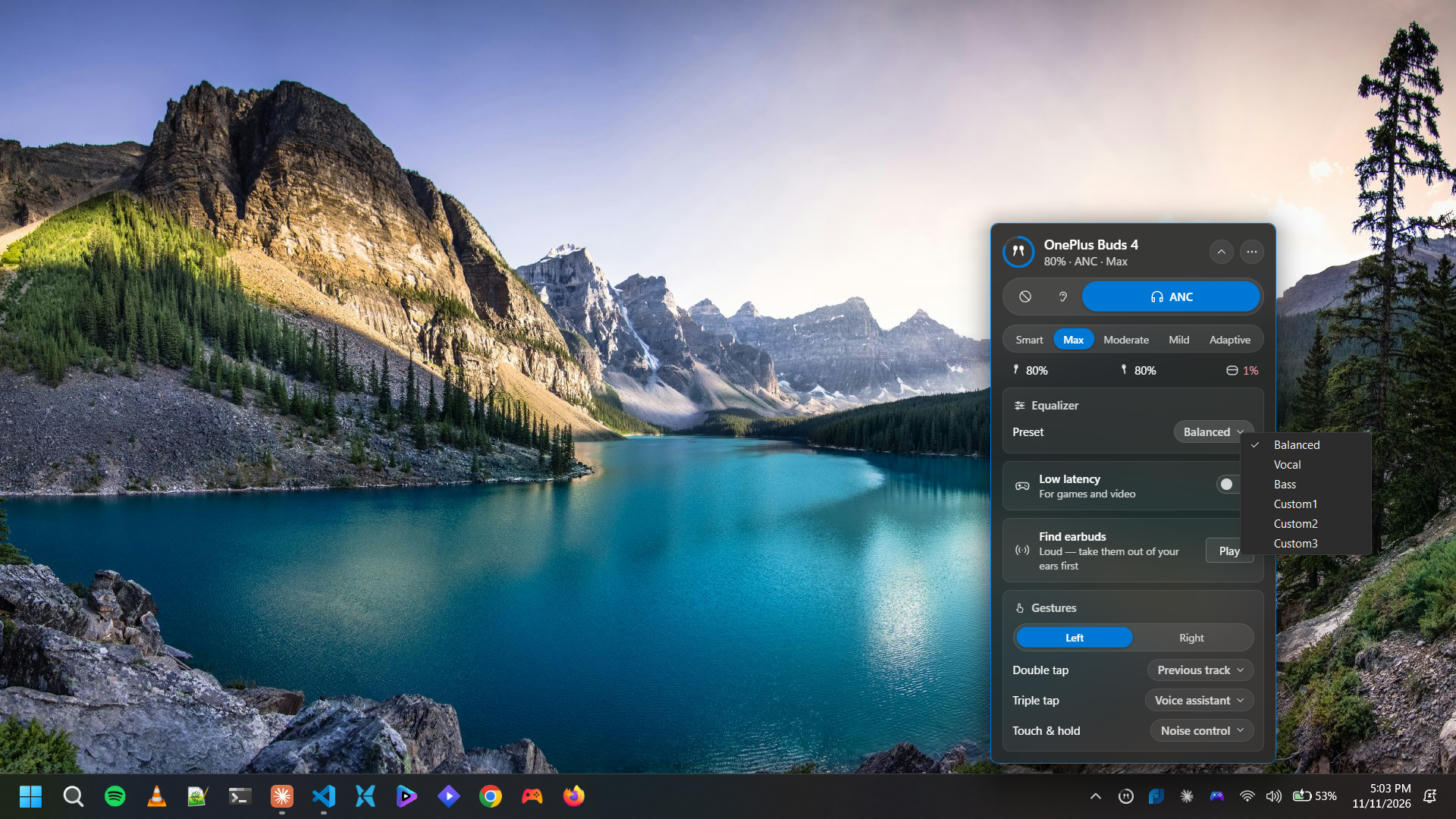 OnePlus Buds 4
80% · ANC · Max
ANC
Smart Max Moderate Mild Adaptive
80% 80% 1%
Equalizer
Preset Balanced
Balanced
Vocal
Bass
Custom1
Custom2
Custom3
Low latency
For games and video
Find earbuds
Loud — take them out of your
ears first
Play
Gestures
Left Right
Double tap Previous track
Triple tap Voice assistant
Touch & hold Noise control
53%
5:03 PM
11/11/2026